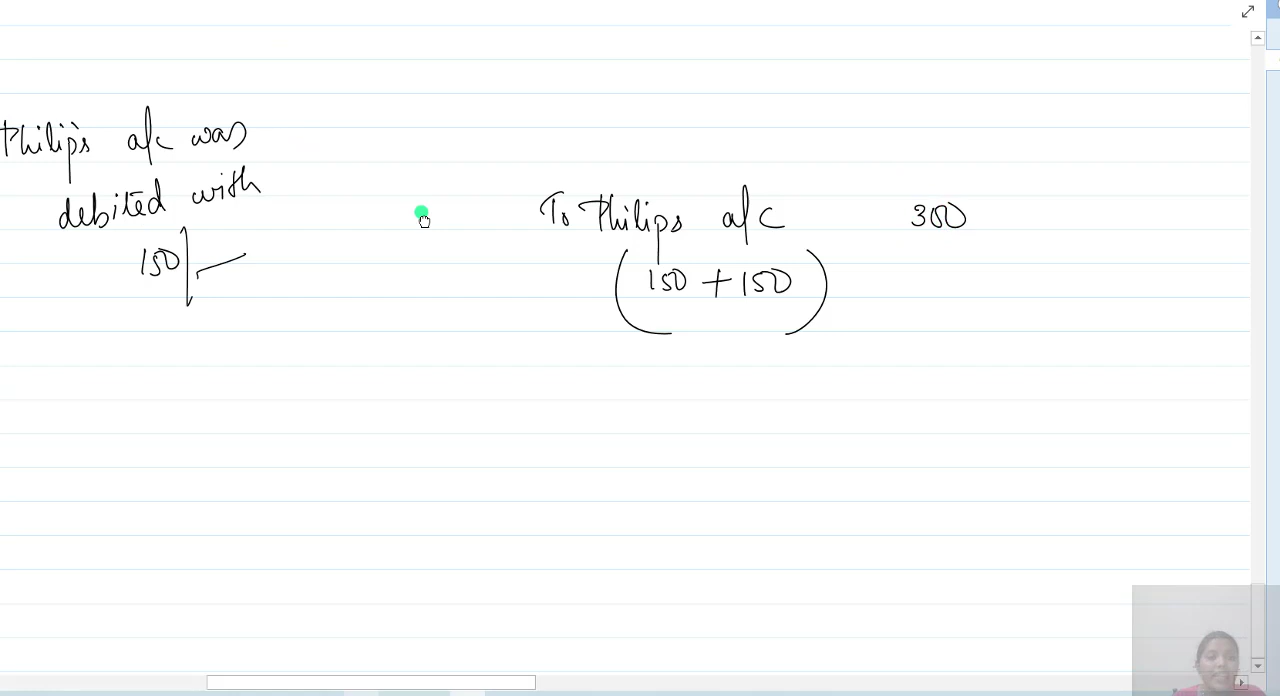 Philips a/c was
debited with
150/-
To Philips a/c 300
(150 + 150)